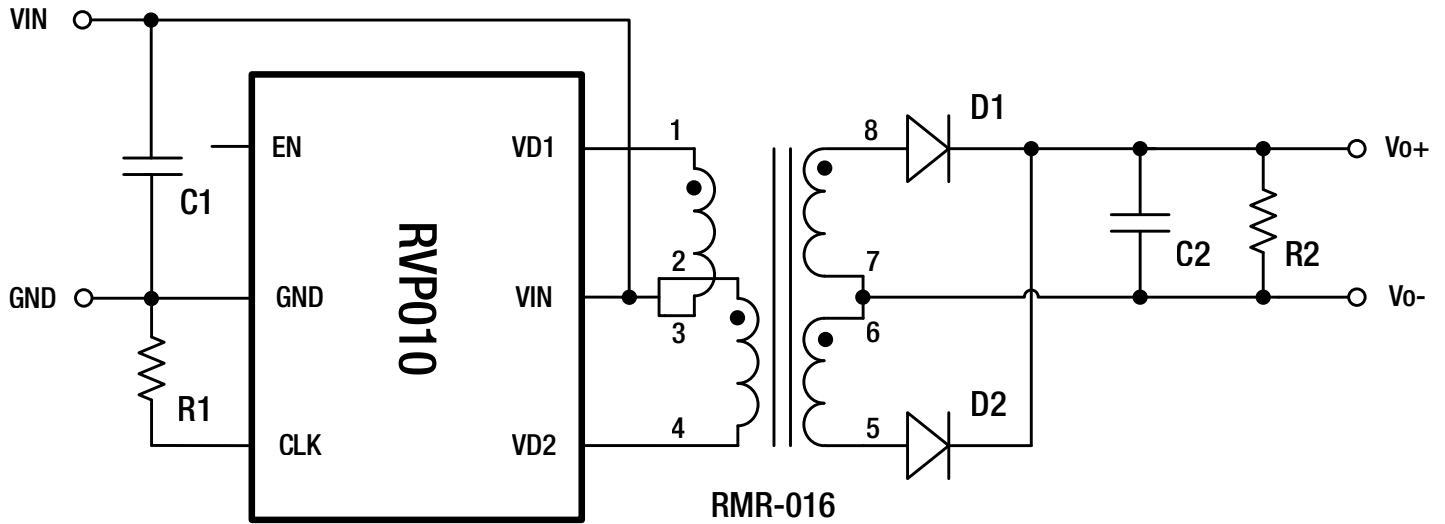 VIN
EN
VD1
1
8
D1
Vo+
C1
RVP010
C2
R2
GND
GND
VIN
2
3
7
6
Vo-
R1
CLK
VD2
4
5
D2
RMR-016